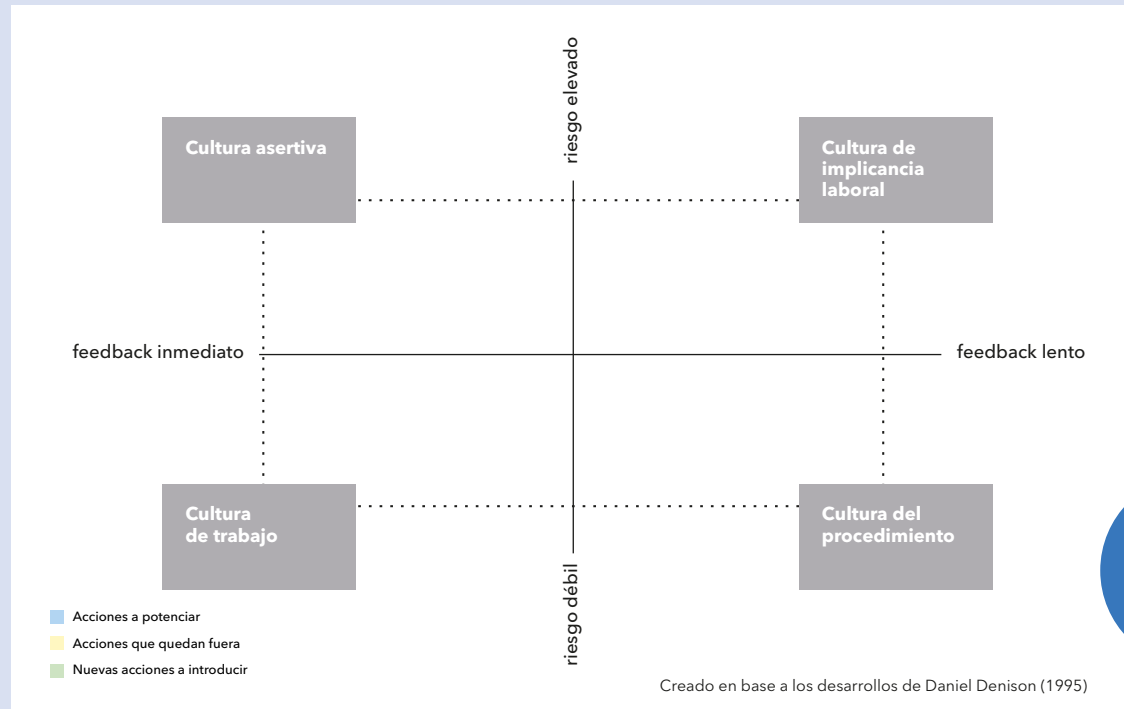 riesgo elevado
Cultura asertiva
Cultura de
implicancia
laboral
feedback inmediato
feedback lento
Cultura
de trabajo
Cultura del
procedimiento
riesgo débil
Acciones a potenciar
Acciones que quedan fuera
Nuevas acciones a introducir
Creado en base a los desarrollos de Daniel Denison (1995)